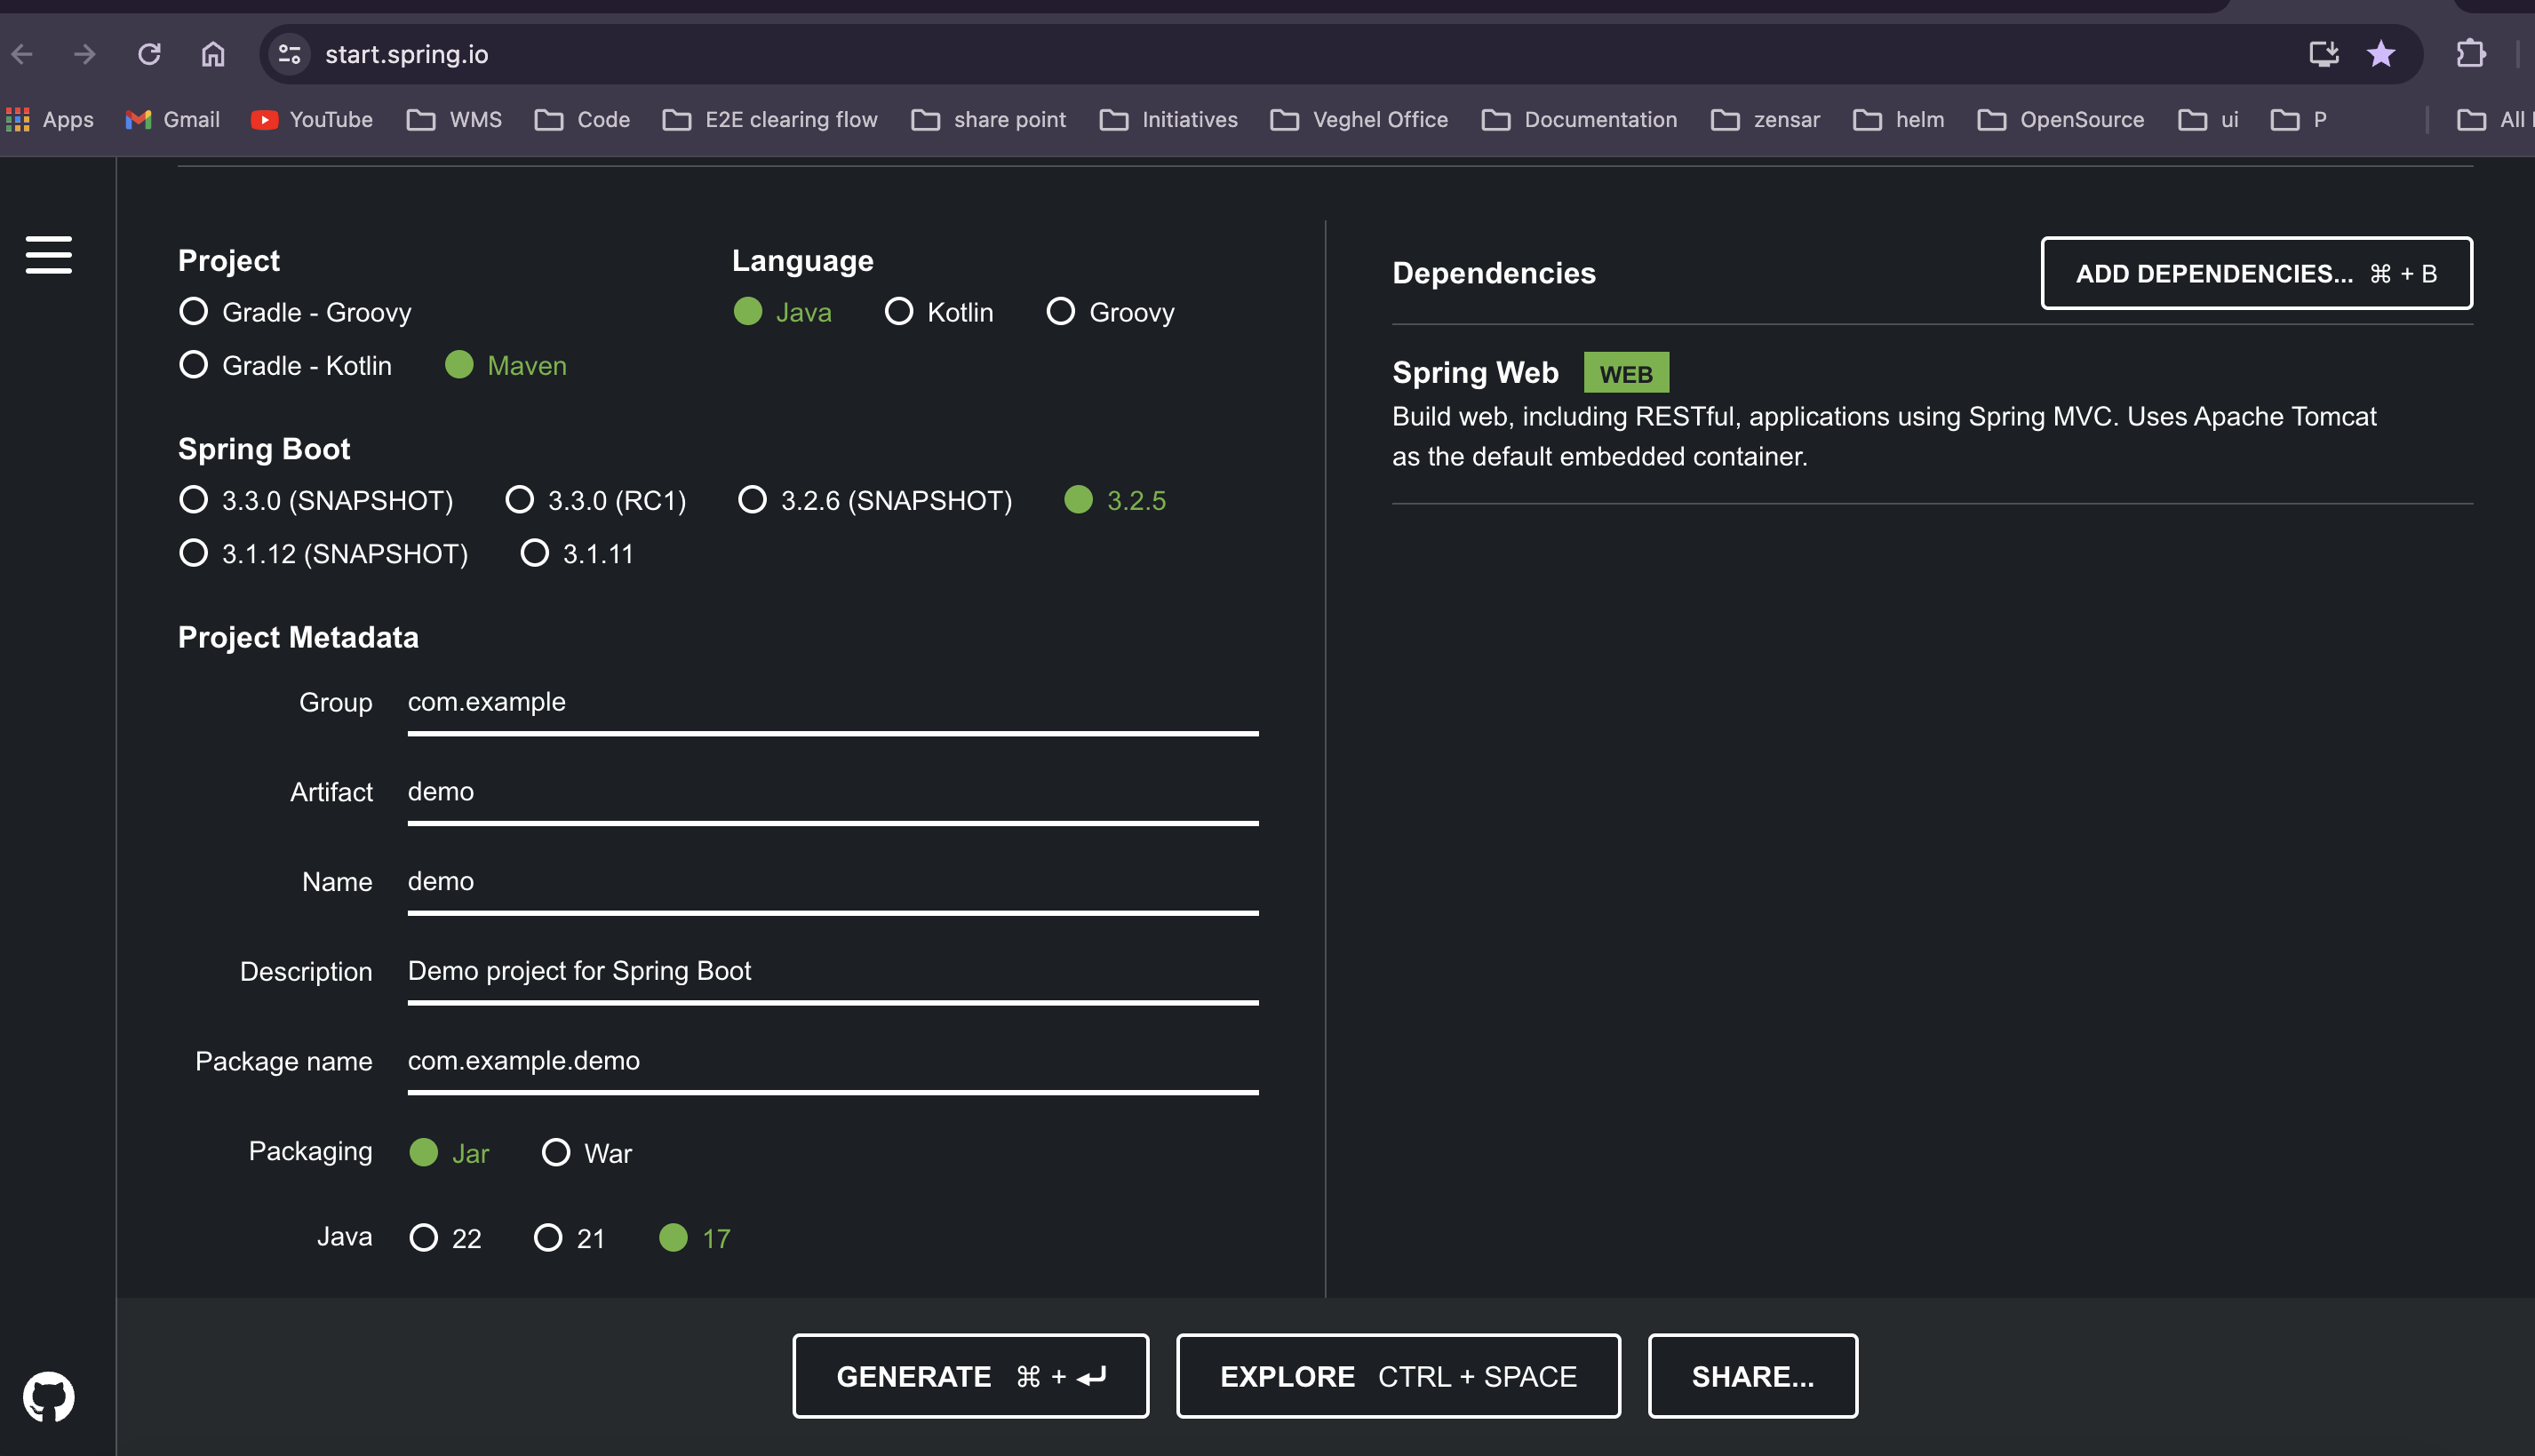 start.spring.io
Apps Gmail YouTube WMS Code E2E clearing flow share point Initiatives Veghel Office Documentation zensar helm OpenSource ui P All
Project
Gradle - Groovy
Gradle - Kotlin Maven
Language
Java Kotlin Groovy
Spring Boot
3.3.0 (SNAPSHOT) 3.3.0 (RC1) 3.2.6 (SNAPSHOT) 3.2.5
3.1.12 (SNAPSHOT) 3.1.11
Project Metadata
Group com.example
Artifact demo
Name demo
Description Demo project for Spring Boot
Package name com.example.demo
Packaging Jar War
Java 22 21 17
Dependencies ADD DEPENDENCIES... ⌘ + B
Spring Web WEB
Build web, including RESTful, applications using Spring MVC. Uses Apache Tomcat
as the default embedded container.
GENERATE ⌘ + ⏎ EXPLORE CTRL + SPACE SHARE...